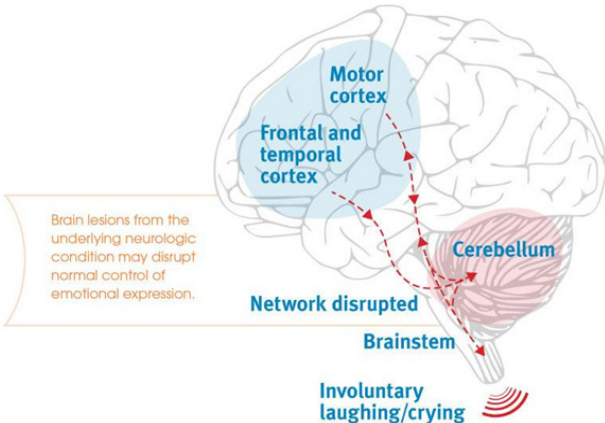 Motor
cortex
Frontal and
temporal
cortex
Brain lesions from the
underlying neurologic
condition may disrupt
normal control of
emotional expression.
Cerebellum
Network disrupted
Brainstem
Involuntary
laughing/crying